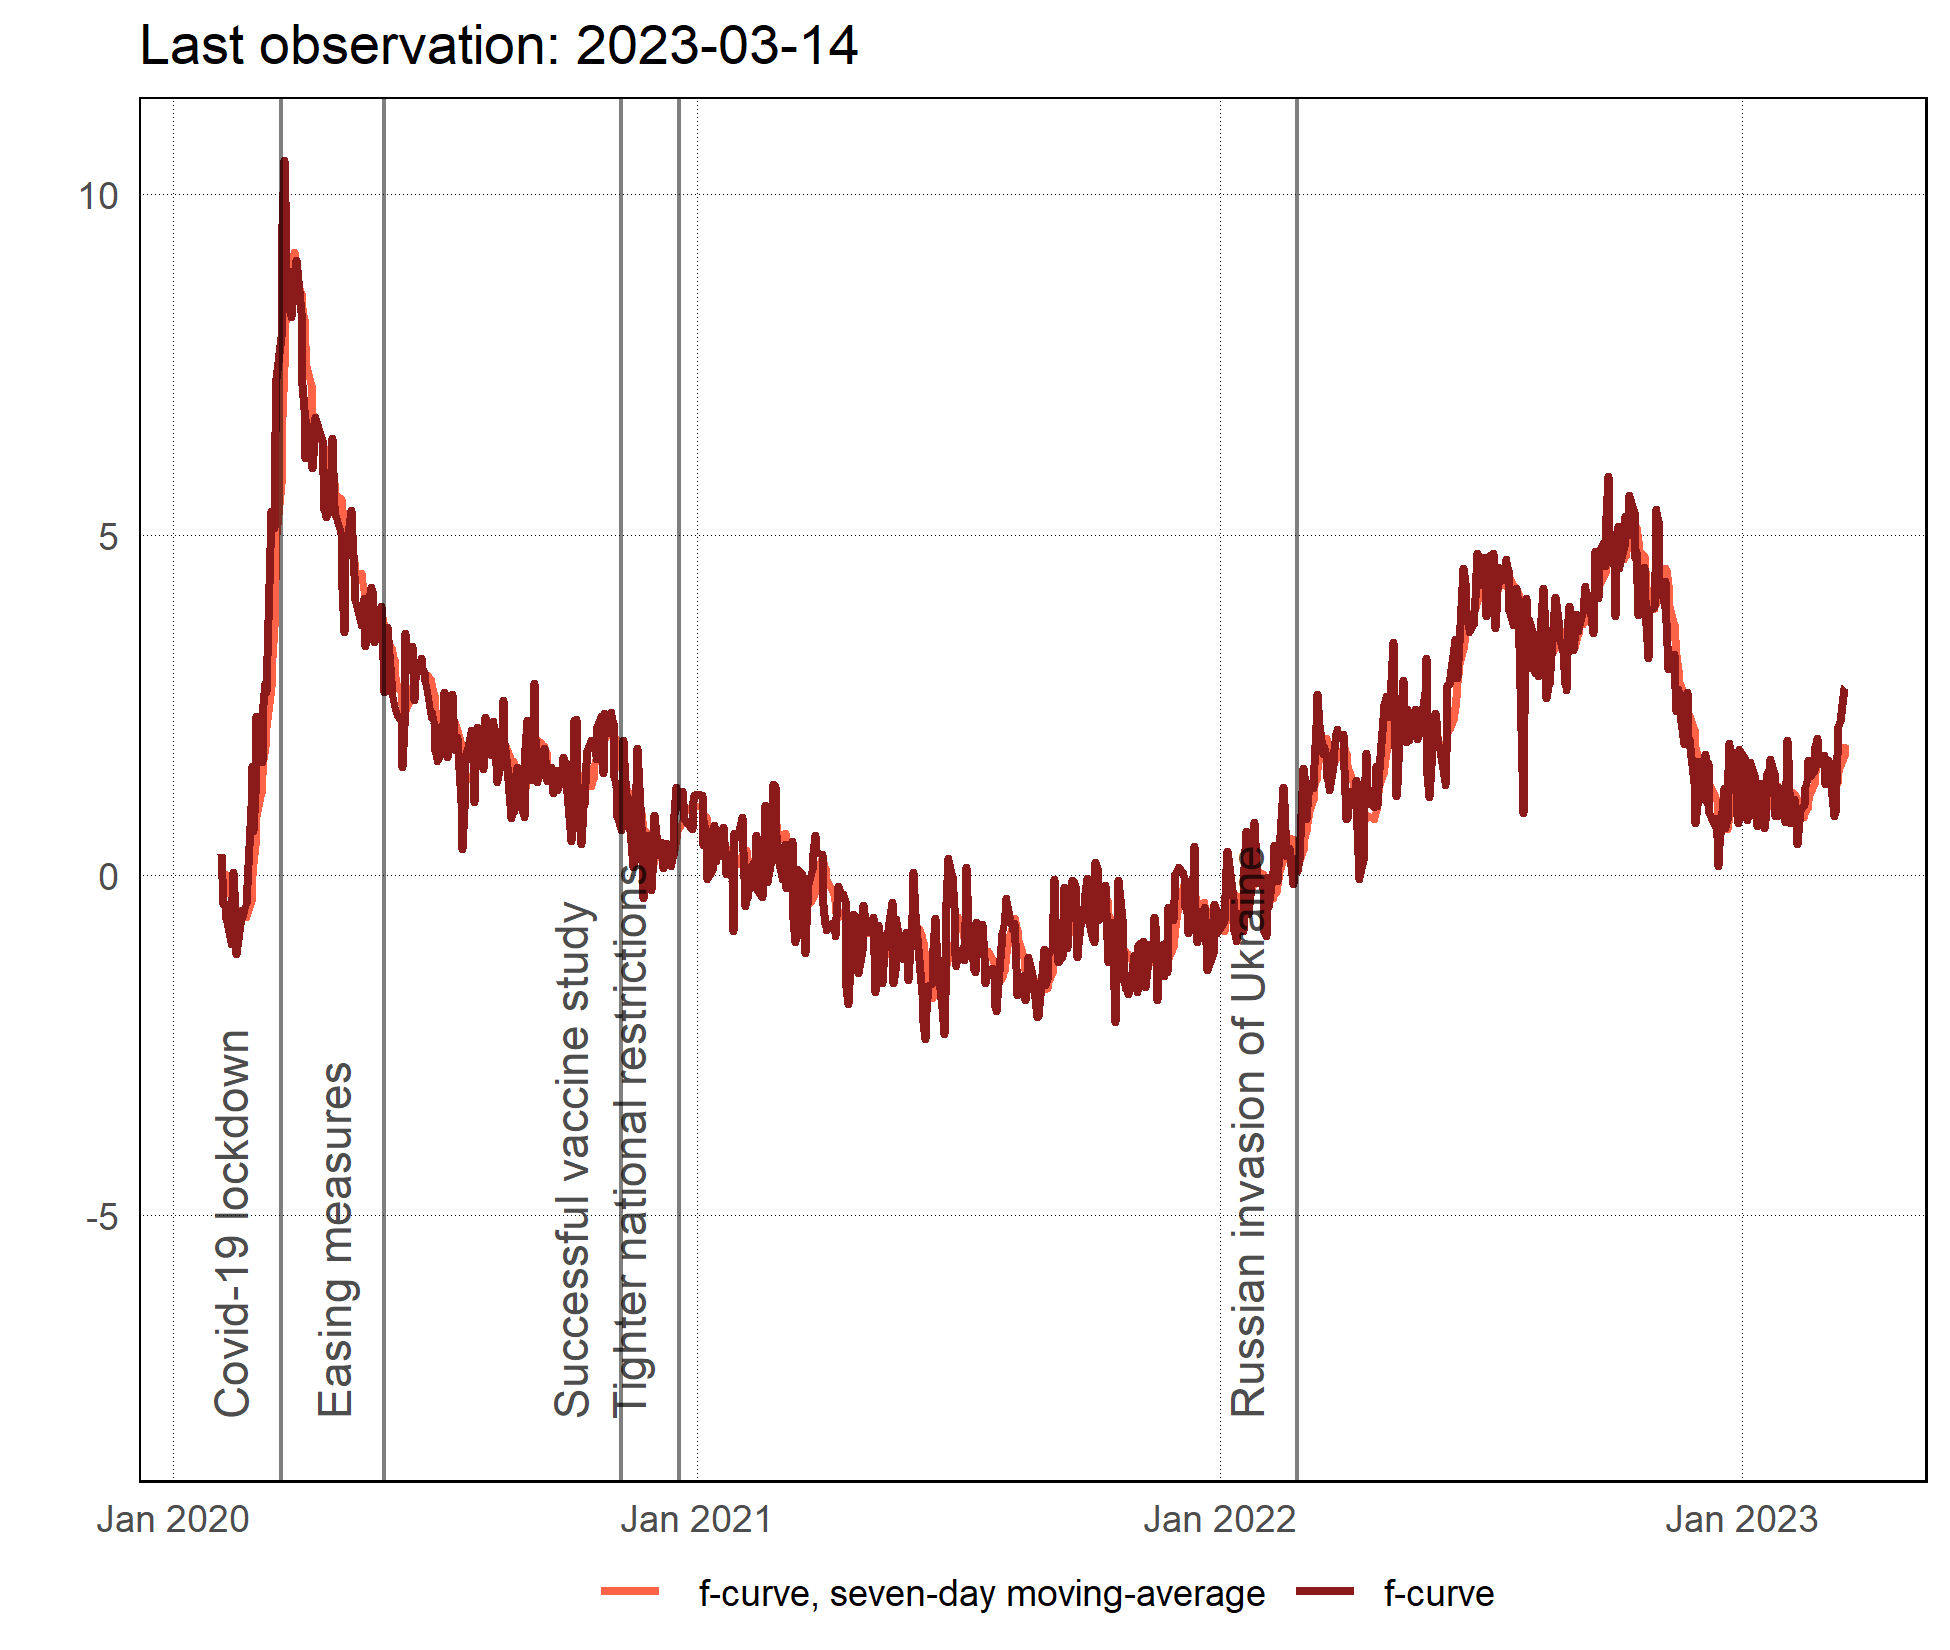 Last observation: 2023-03-14
10
5
0
-5
Covid-19 lockdown
Easing measures
Successful vaccine study
Tighter national restrictions
Russian invasion of Ukraine
Jan 2020
Jan 2021
Jan 2022
Jan 2023
f-curve, seven-day moving-average
f-curve